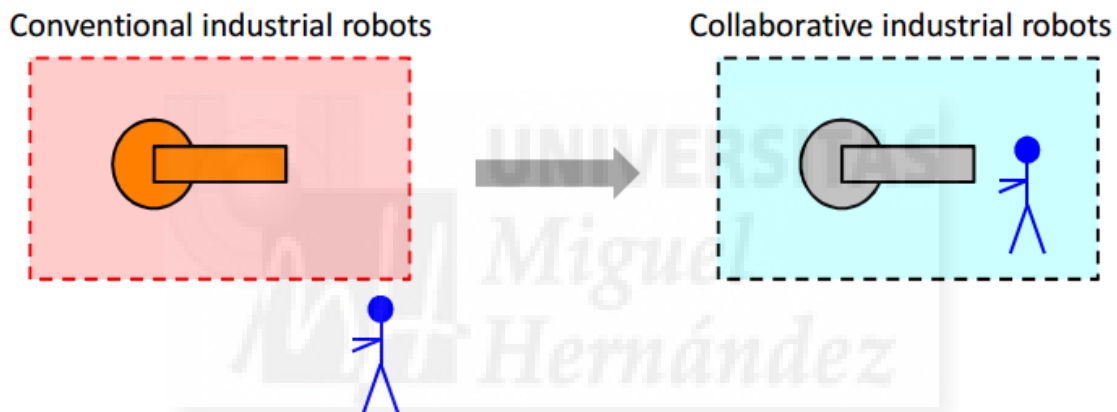 Conventional industrial robots
Collaborative industrial robots
UNIVERSITAS
Miguel
Hernández